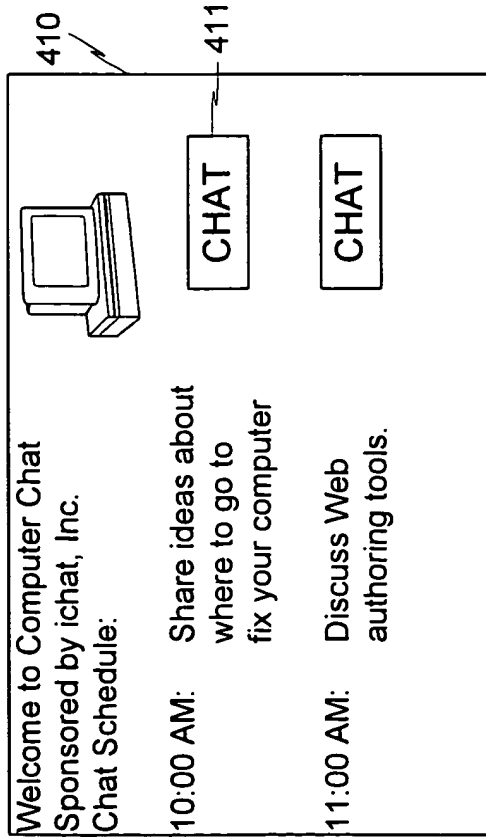 Welcome to Computer Chat
Sponsored by ichat, Inc.
Chat Schedule:
10:00 AM: Share ideas about
where to go to
fix your computer
CHAT
11:00 AM: Discuss Web
authoring tools.
CHAT
410
411